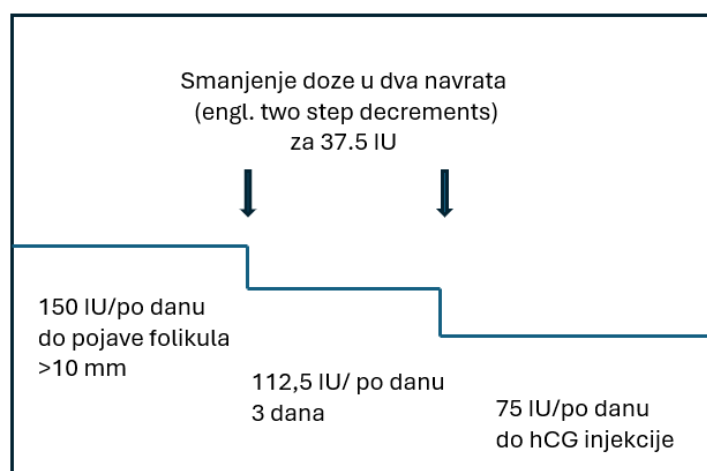 Smanjenje doze u dva navrata
(engl. two step decrements)
za 37.5 IU
150 IU/po danu
do pojave folikula
>10 mm
112,5 IU/ po danu
3 dana
75 IU/po danu
do hCG injekcije